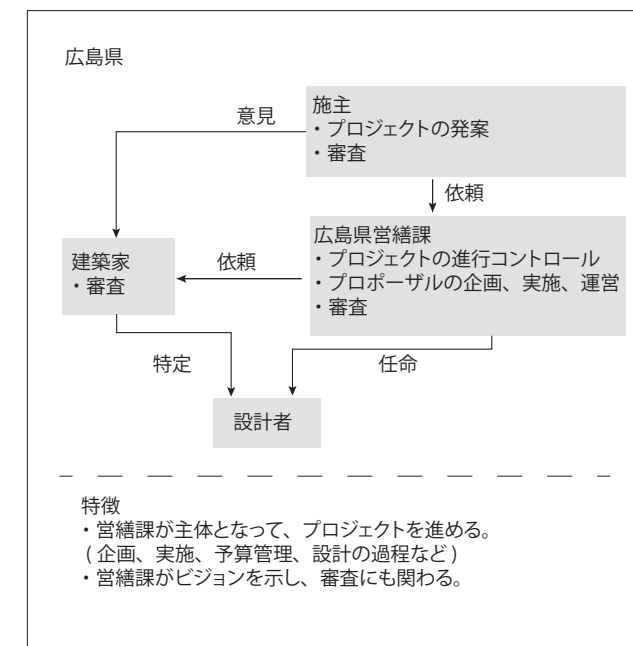 広島県
施主
・プロジェクトの発案
・審査
意見
依頼
広島県営繕課
・プロジェクトの進行コントロール
・プロポーザルの企画、実施、運営
・審査
建築家
・審査
依頼
特定
任命
設計者
特徴
・営繕課が主体となって、プロジェクトを進める。
(企画、実施、予算管理、設計の過程など)
・営繕課がビジョンを示し、審査にも関わる。